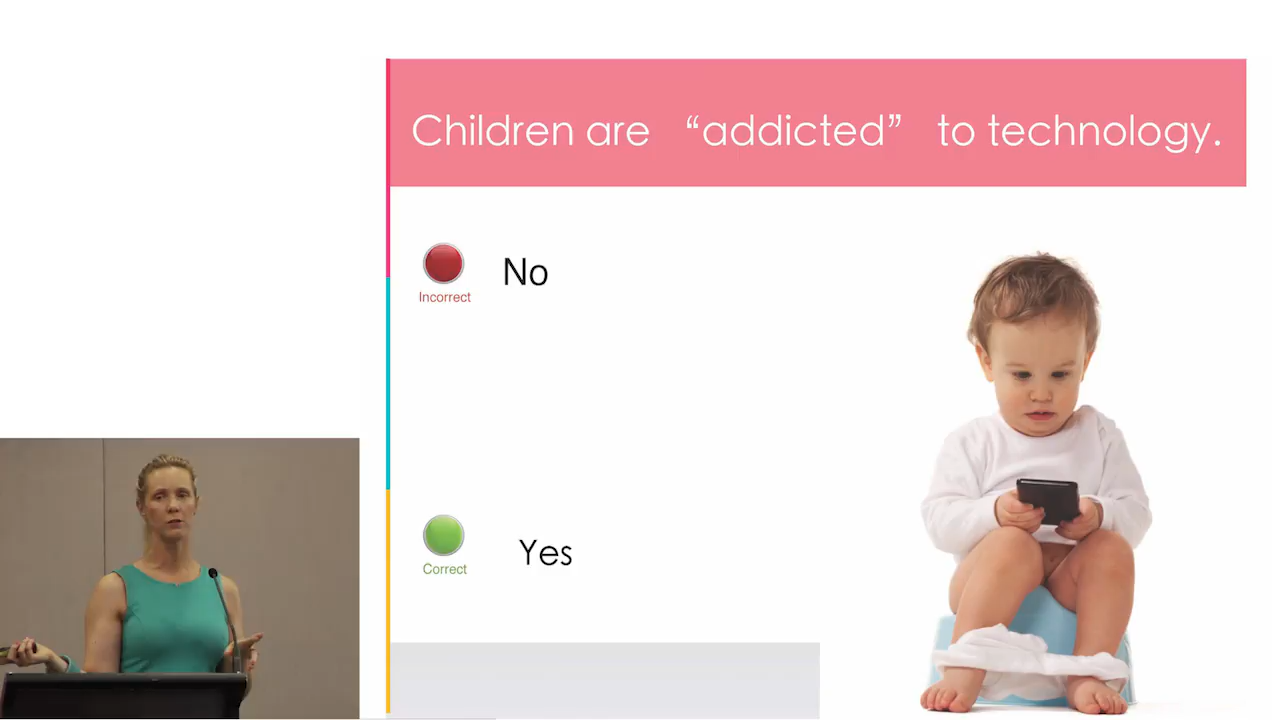 Children are “addicted” to technology.
No
Incorrect
Yes
Correct